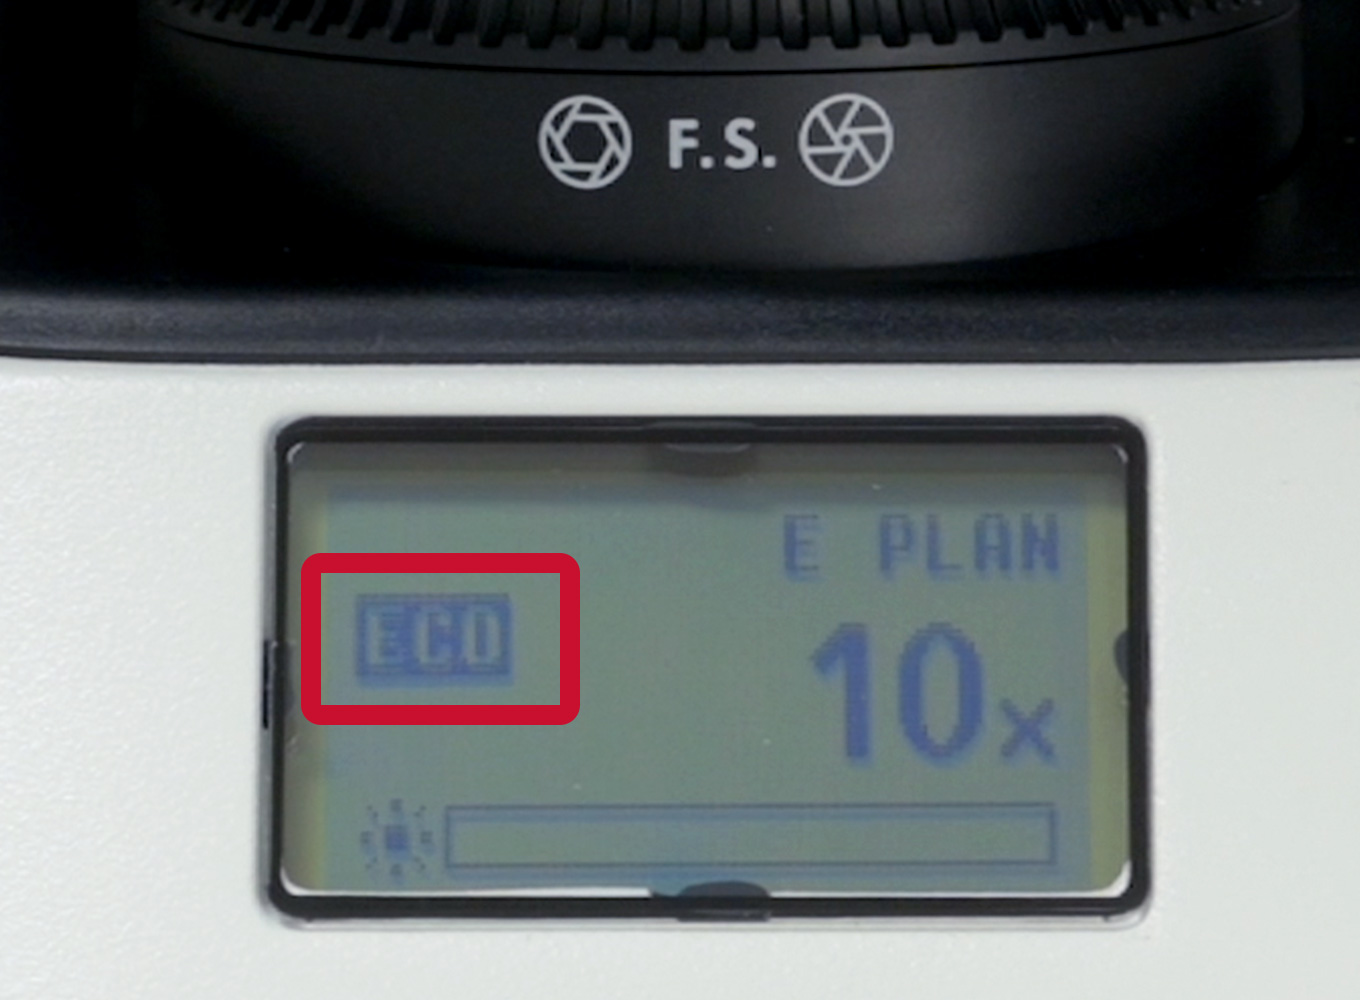 F.S.
E PLAN
ECO
10x